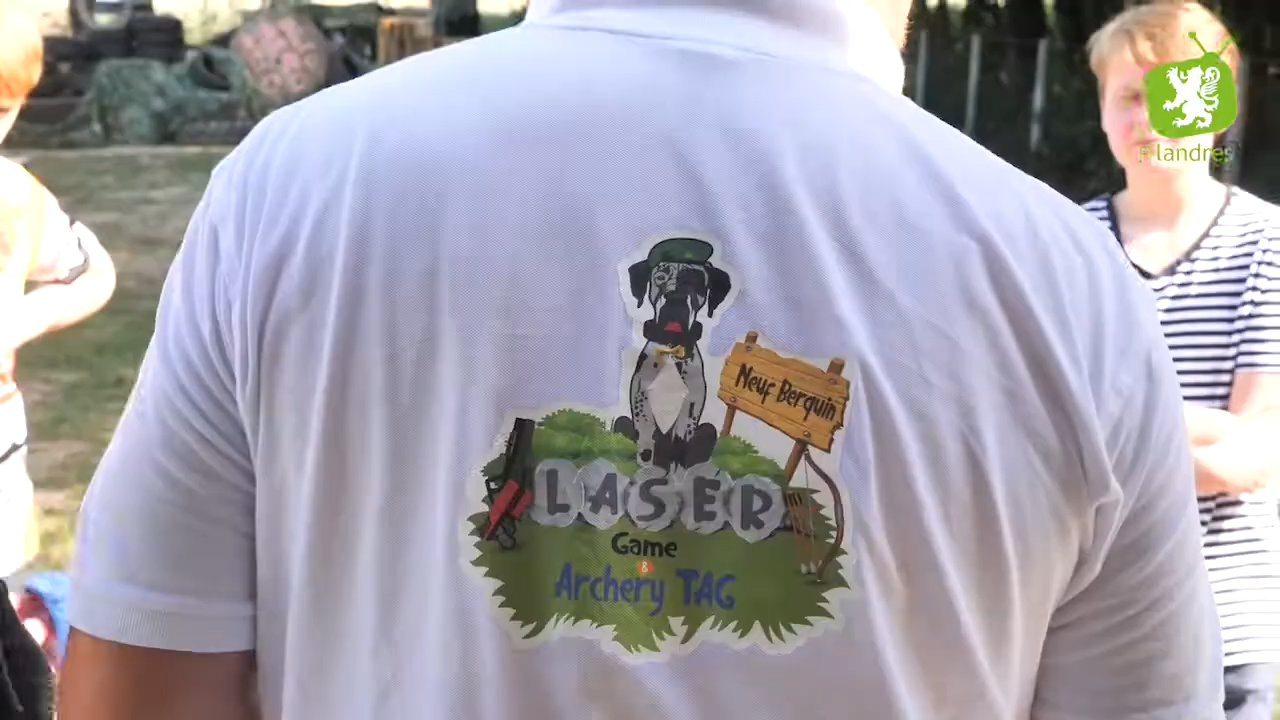 Flandres
Neuf Berquin
LASER
Game
&
Archery TAG